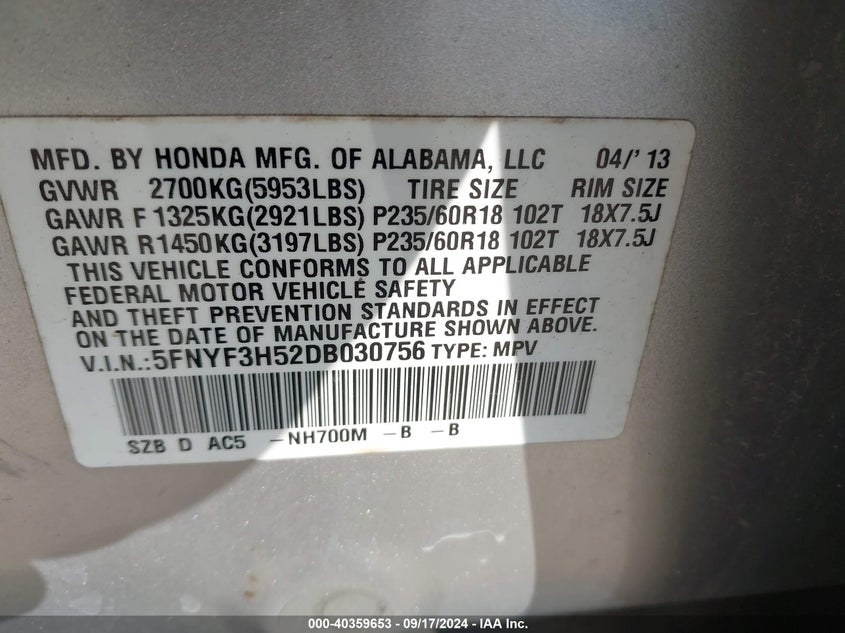 MFD. BY HONDA MFG. OF ALABAMA, LLC 04/'13
GVWR 2700KG(5953LBS) TIRE SIZE RIM SIZE
GAWR F 1325KG(2921LBS) P235/60R18 102T 18X7.5J
GAWR R1450KG(3197LBS) P235/60R18 102T 18X7.5J
THIS VEHICLE CONFORMS TO ALL APPLICABLE
FEDERAL MOTOR VEHICLE SAFETY
AND THEFT PREVENTION STANDARDS IN EFFECT
ON THE DATE OF MANUFACTURE SHOWN ABOVE.
V.I.N.:5FNYF3H52DB030756 TYPE: MPV
SZB D AC5 -NH700M -B -B
000-40359653 - 09/17/2024 - IAA Inc.